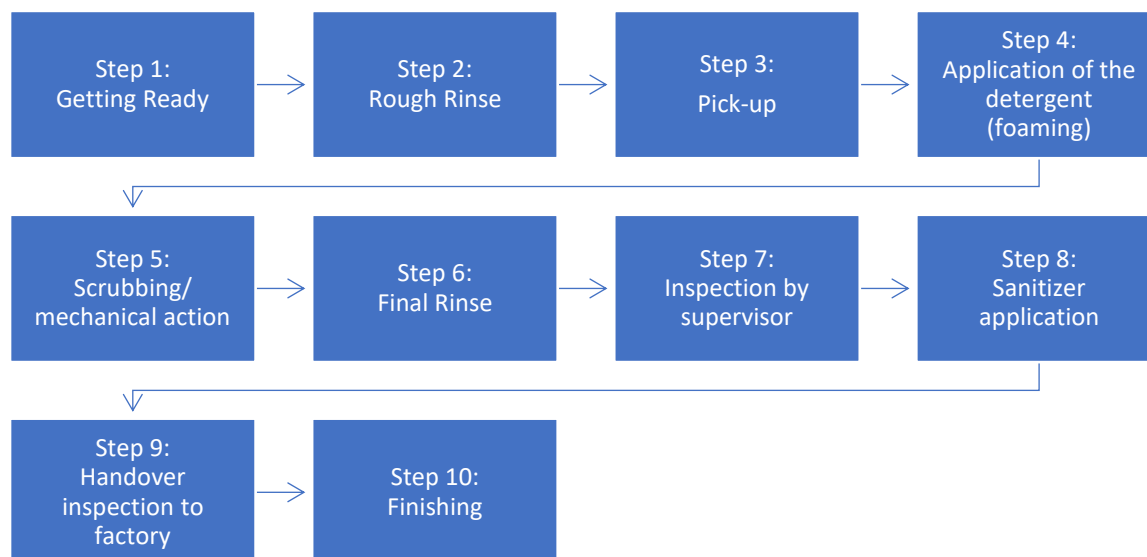 Step 1:
Getting Ready
Step 2:
Rough Rinse
Step 3:
Pick-up
Step 4:
Application of the
detergent
(foaming)
Step 5:
Scrubbing/
mechanical action
Step 6:
Final Rinse
Step 7:
Inspection by
supervisor
Step 8:
Sanitizer
application
Step 9:
Handover
inspection to
factory
Step 10:
Finishing